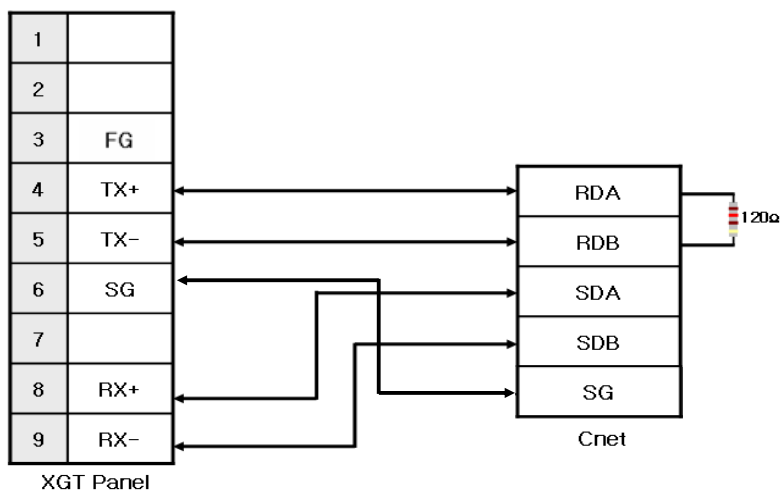 1
2
3 FG
4 TX+
5 TX-
6 SG
7
8 RX+
9 RX-
XGT Panel
RDA
RDB
SDA
SDB
SG
Cnet
120Ω